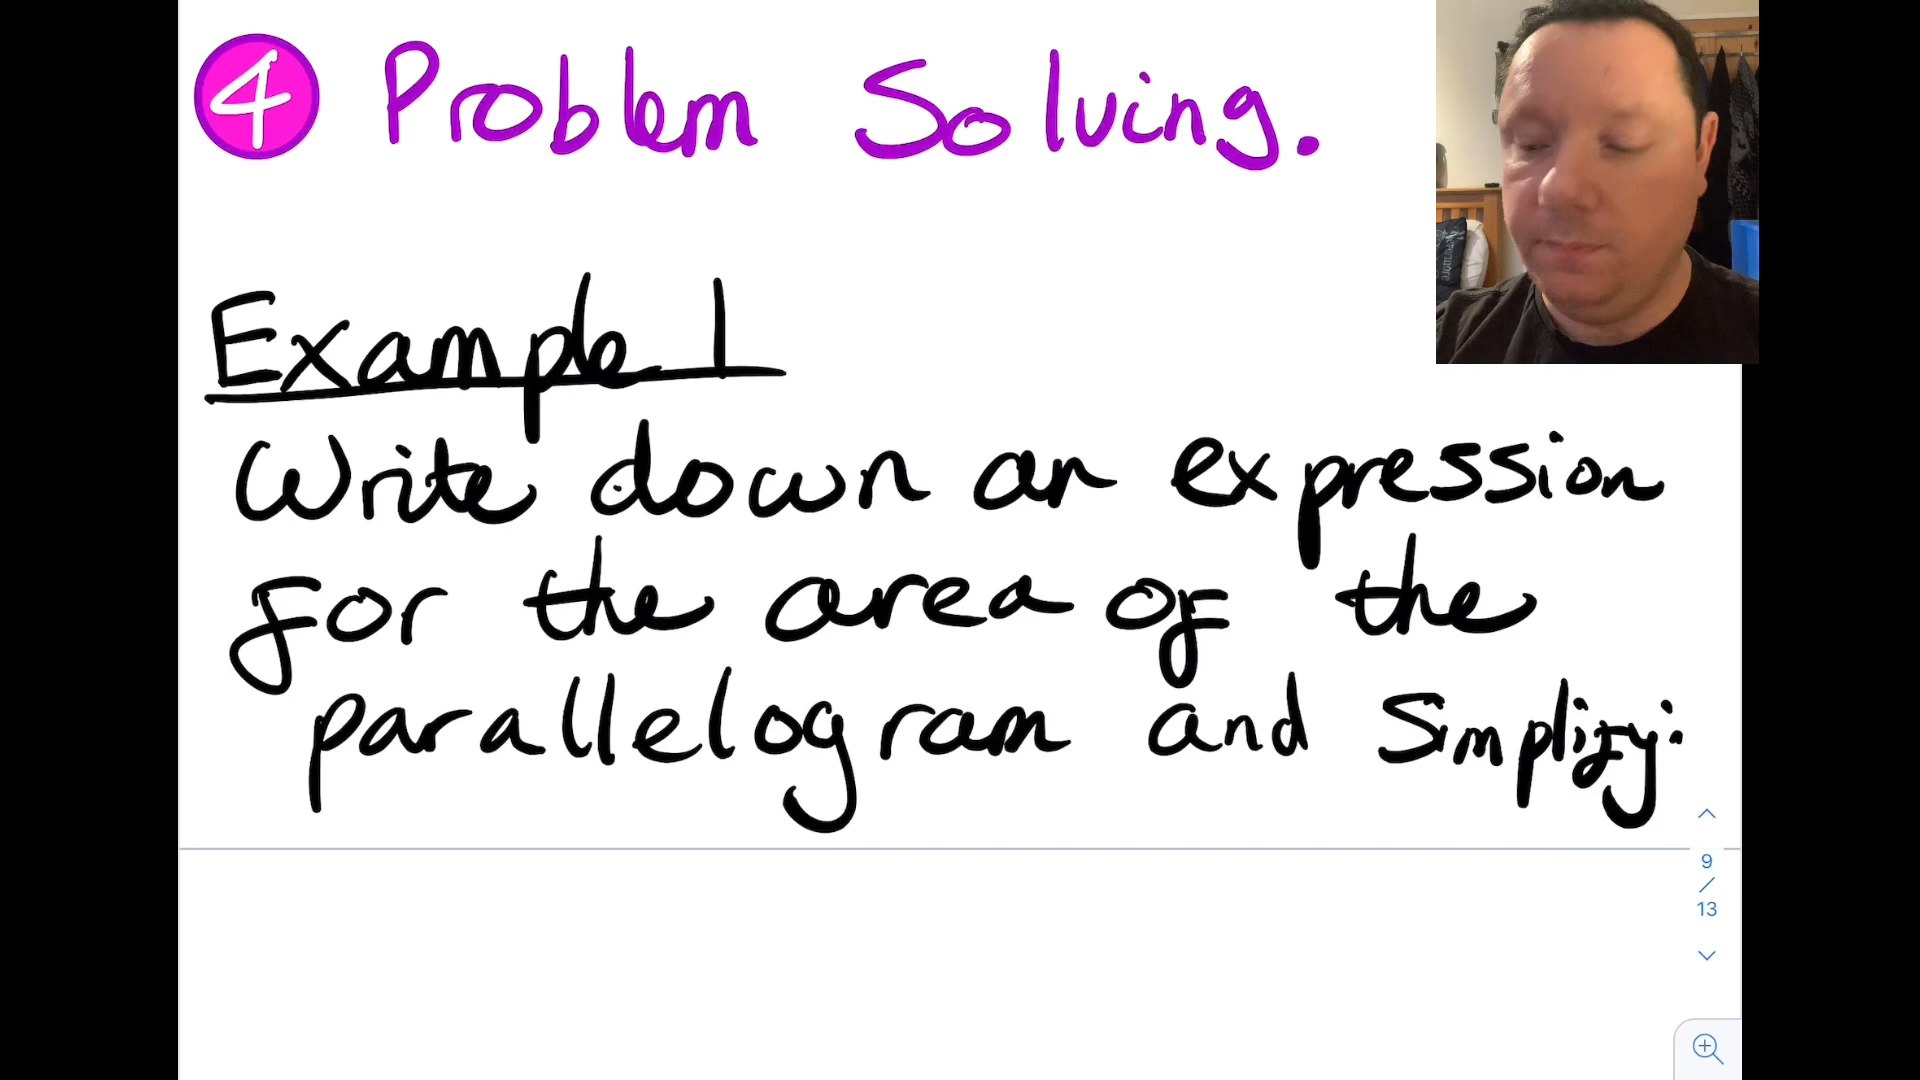 4 Problem Solving.
Example 1
Write down an expression
for the area of the
parallelogram and simplify:
9
/
13